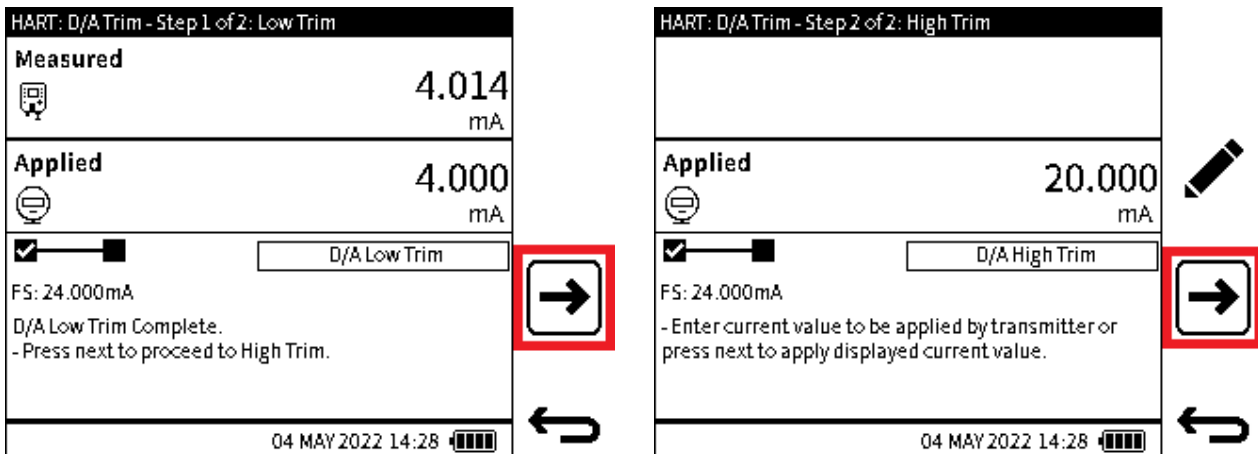 HART: D/A Trim - Step 1 of 2: Low Trim
Measured
4.014
mA
Applied
4.000
mA
D/A Low Trim
FS: 24.000mA
D/A Low Trim Complete.
- Press next to proceed to High Trim.
04 MAY 2022 14:28
HART: D/A Trim - Step 2 of 2: High Trim
Applied
20.000
mA
D/A High Trim
FS: 24.000mA
- Enter current value to be applied by transmitter or
press next to apply displayed current value.
04 MAY 2022 14:28